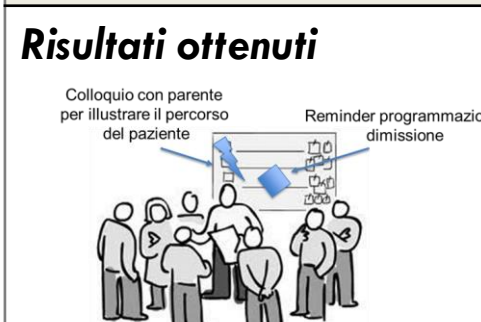 Risultati ottenuti
Colloquio con parente
per illustrare il percorso
del paziente
Reminder programmazio
dimissione